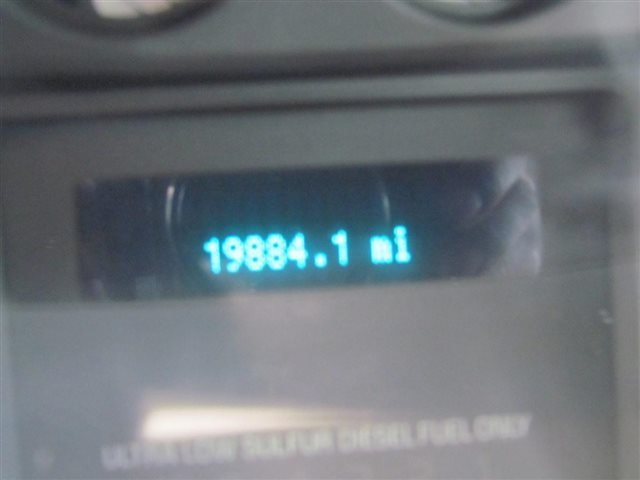 19884.1 mi
ULTRA LOW SULFUR DIESEL FUEL ONLY